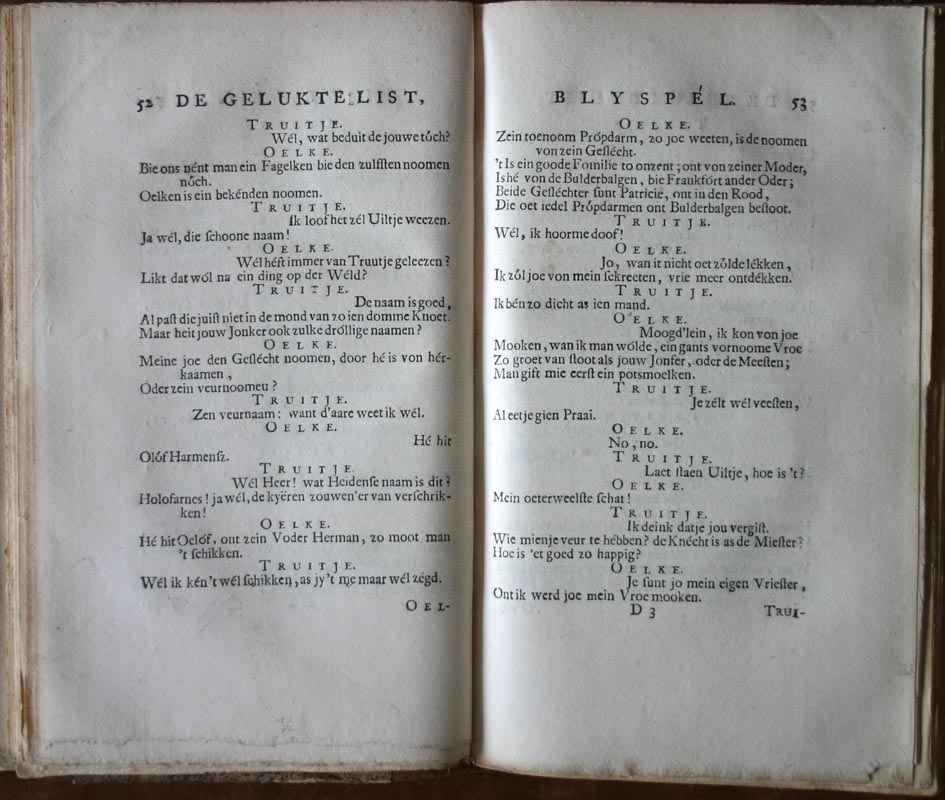 52 DE GELUKTE LIST,
TRUITJE.
Wél, wat beduit de jouwe tóch?
OELKE.
Bie ons nént man ein Fagelken bie den zulfſten noomen
nóch.
Oelken is ein bekénden noomen.
TRUITJE.
Ik loof het zél Uiltje weezen.
Ja wél, die ſchoone naam!
OELKE.
Wél héft immer van Truutje geleezen?
Likt dat wól na ein ding op der Wéld?
TRUITJE.
De naam is goed,
Al paſt die juiſt niet in de mond van zo ien domme Knoet.
Maar heit jouw Jonker ook zulke dróllige naamen?
OELKE.
Meine joe den Geſlécht noomen, door hé is von hér-
kaamen,
Oder zein veurnoomeu?
TRUITJE.
Zen veurnaam: want d'aare weet ik wél.
OELKE.
Hé hit
Olóf Harmenſz.
TRUITJE.
Wél Heer! wat Heidenſe naam is dit?
Holofarnes! ja wél, de kyëren zouwen'er van verſchrik-
ken!
OELKE.
Hé hit Oelóf, ont zein Voder Herman, zo moot man
't ſchikken.
TRUITJE.
Wél ik kén't wél ſchikken, as jy't me maar wél zégd.
OEL-
BLYSPÉL. 53
OELKE.
Zein toenoom Própdarm, zo joe weeten, is de noomen
von zein Geſlécht.
't Is ein goode Fomilie to onzent; ont von zeiner Moder,
Is hé von de Bulderbalgen, bie Frankfórt an der Oder;
Beide Geſléchter ſunt Patricie, ont in den Rood,
Die oet iedel Própdarmen ont Bulderbalgen beſtoot.
TRUITJE.
Wél, ik hoor me doof!
OELKE.
Jo, wan it nicht oet zólde lékken,
Ik zól joe von mein ſekreeten, vrie meer ontdékken.
TRUITJE.
Ik bén zo dicht as ien mand.
OELKE.
Moogd'lein, ik kon von joe
Mooken, wan ik man wólde, ein gants vornoome Vroe
Zo groet van ſtoot als jouw Jonfer, oder de Meeſten;
Man gift mie eerſt ein potsmoelken.
TRUITJE.
Je zélt wél veeſten,
Al eet je gien Praai.
OELKE.
No, no.
TRUITJE.
Laet ſtaen Uiltje, hoe is 't?
OELKE.
Mein oeterweelſte ſchat!
TRUITJE.
Ik deink datje jou vergiſt.
Wie mien je veur te hébben? de Knécht is as de Mieſter?
Hoe is 'et goed zo happig?
OELKE.
Je ſunt jo mein eigen Vrieſter,
Ont ik werd joe mein Vroe mooken.
D 3 TRUI-